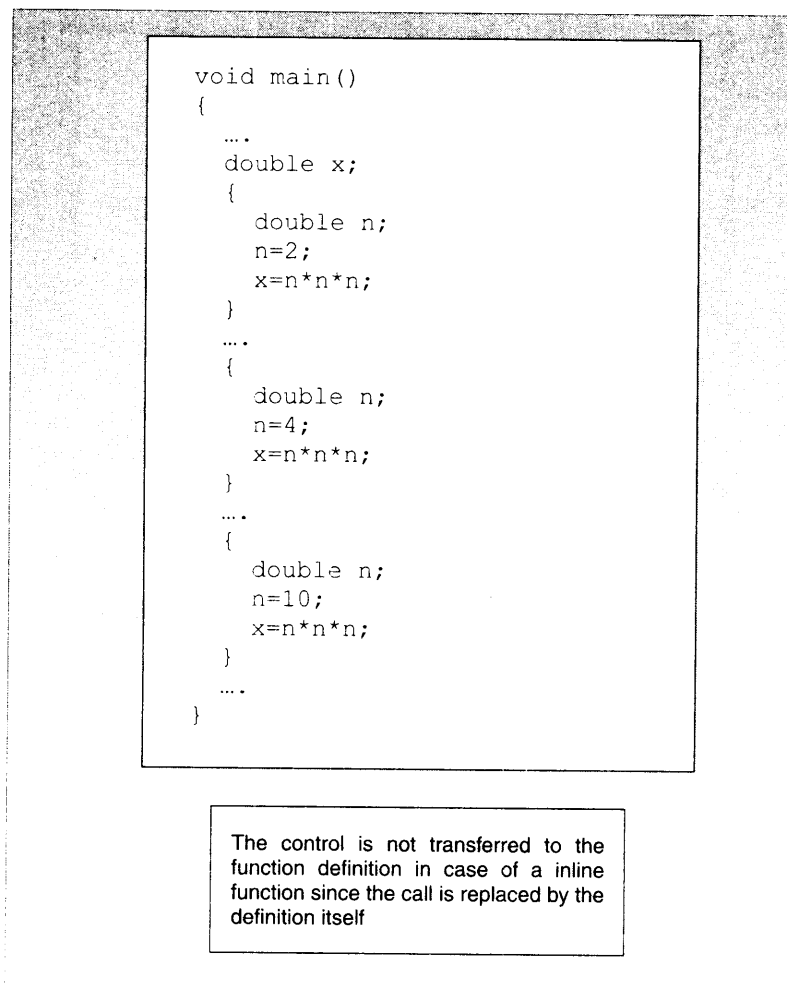 void main()
{
….
double x;
{
double n;
n=2;
x=n*n*n;
}
….
{
double n;
n=4;
x=n*n*n;
}
….
{
double n;
n=10;
x=n*n*n;
}
….
}
The control is not transferred to the
function definition in case of a inline
function since the call is replaced by the
definition itself